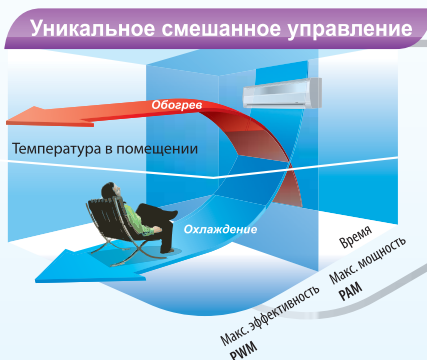 Уникальное смешанное управление
Обогрев
Температура в помещении
Охлаждение
Время
Макс. мощность
PAM
Макс. эффективность
PWM